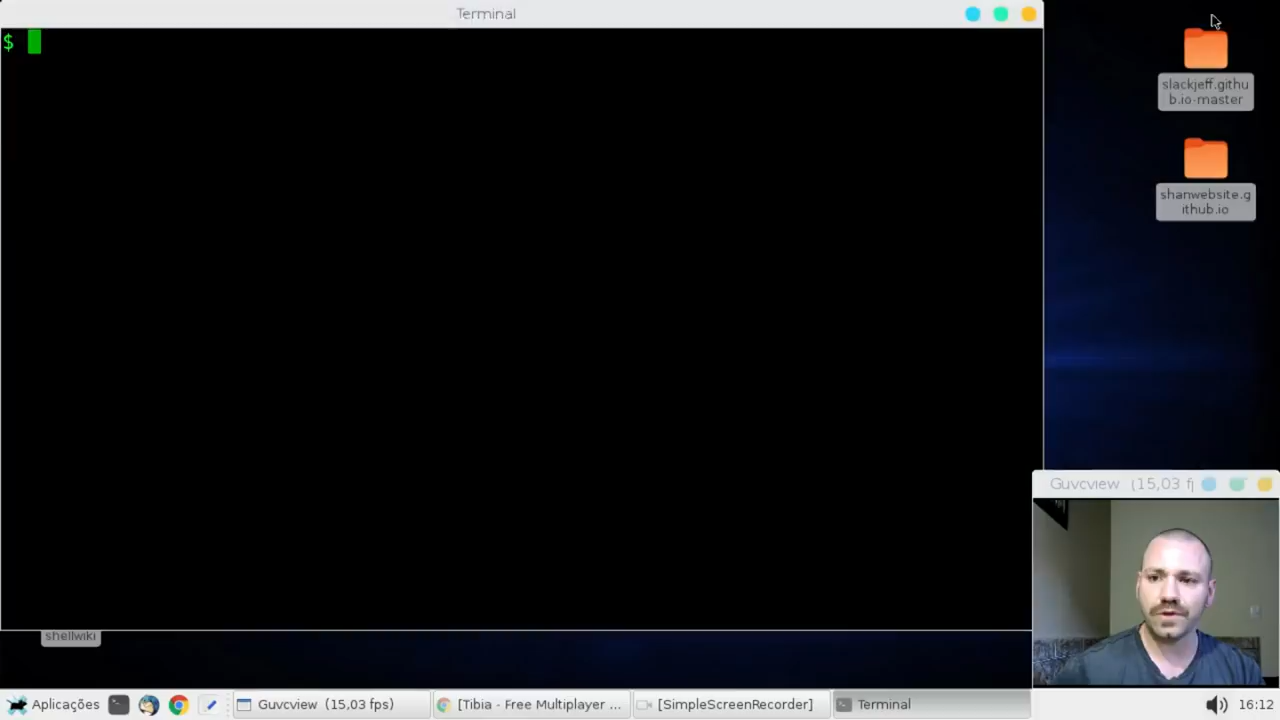 Terminal
$
slackjeff.githu
b.io-master
shanwebsite.g
ithub.io
Guvcview (15,03 f
shellwiki
Aplicações
Guvcview (15,03 fps)
[Tibia - Free Multiplayer ...
[SimpleScreenRecorder]
Terminal
16:12